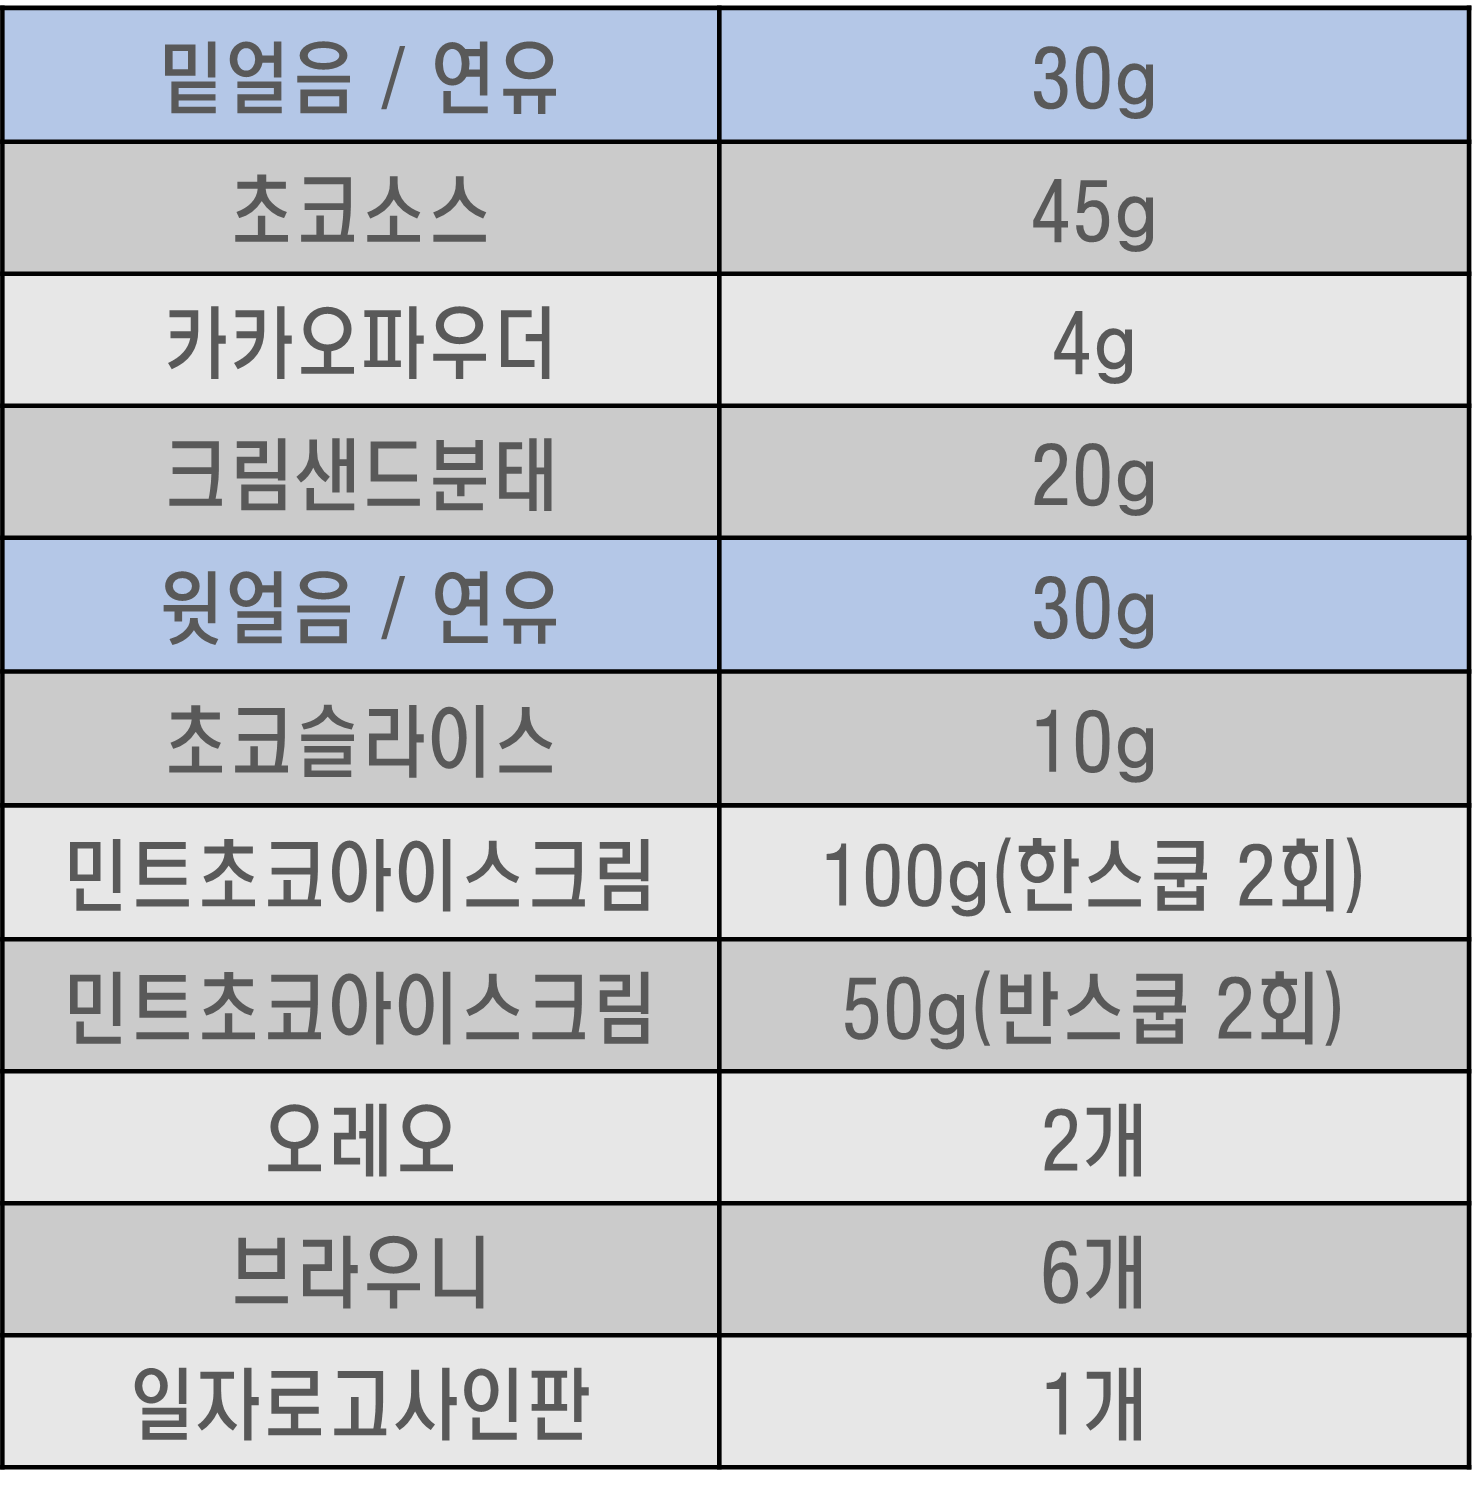 밑얼음 / 연유 30g
초코소스 45g
카카오파우더 4g
크림샌드분태 20g
윗얼음 / 연유 30g
초코슬라이스 10g
민트초코아이스크림 100g(한스쿱 2회)
민트초코아이스크림 50g(반스쿱 2회)
오레오 2개
브라우니 6개
일자로고사인판 1개